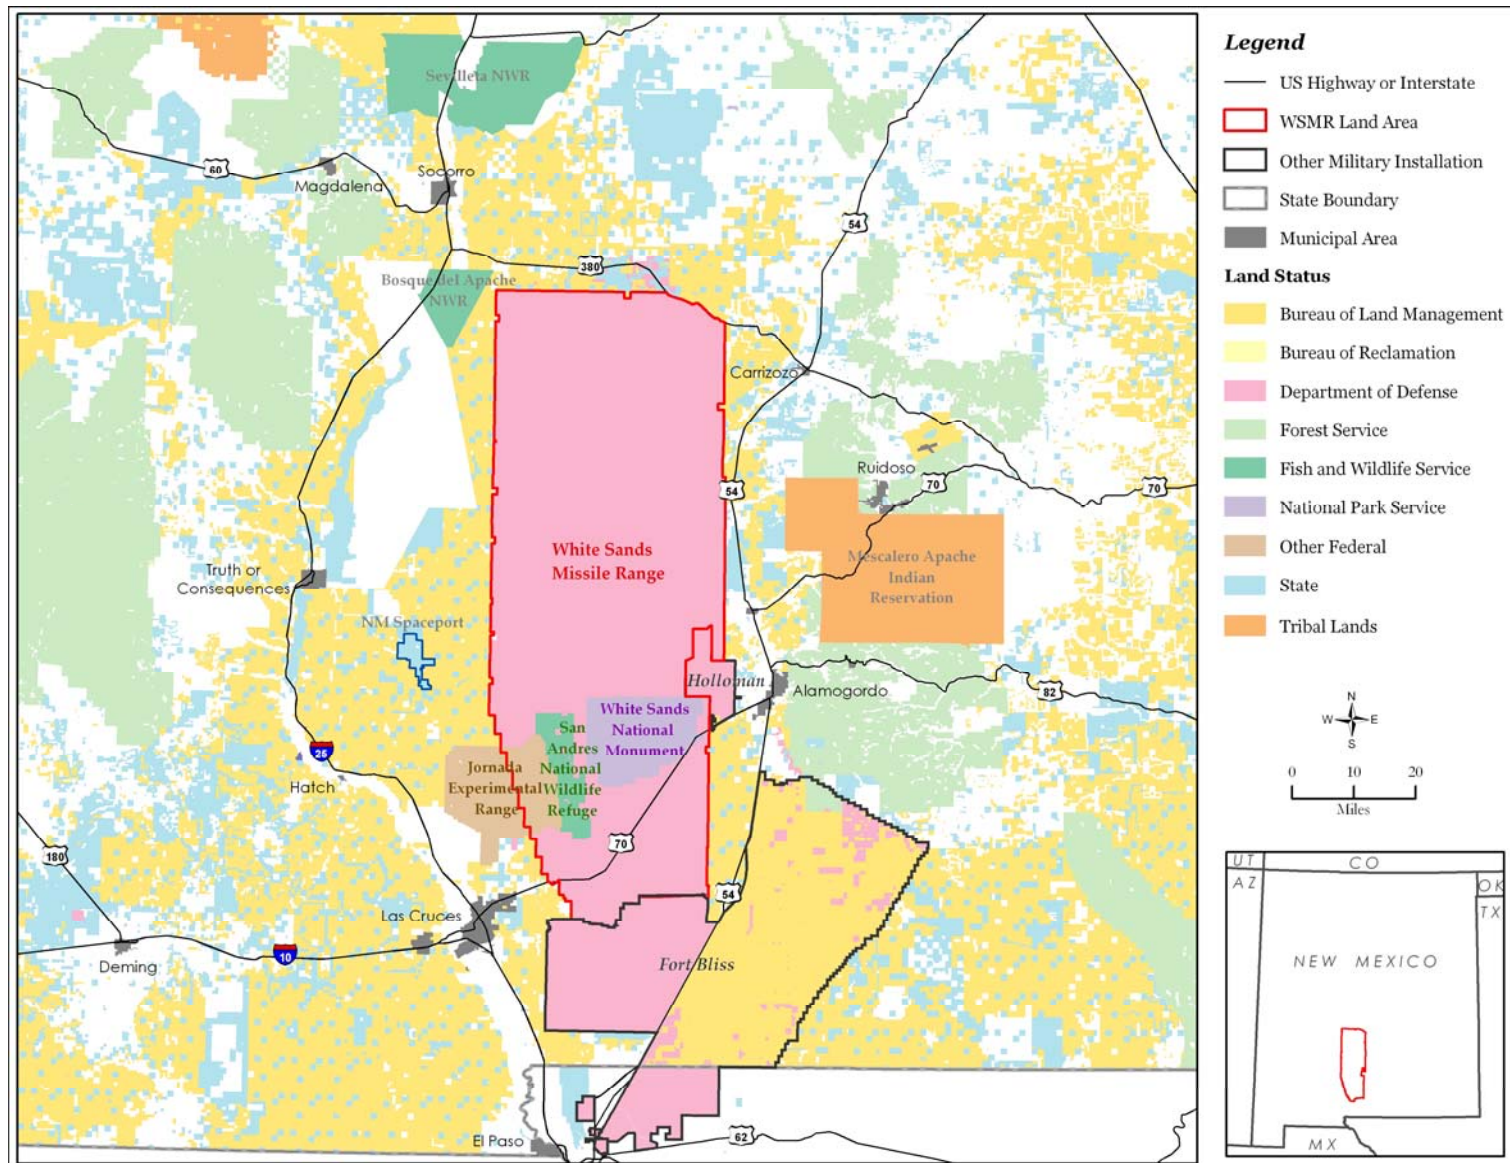 Sevilleta NWR
60
Magdalena
Socorro
54
380
Bosque del Apache
NWR
Carrizozo
Ruidoso
70
70
54
White Sands
Missile Range
Mescalero Apache
Indian
Reservation
Truth or
Consequences
NM Spaceport
Holloman
Alamogordo
82
White Sands
National
Monument
San
Andres
National
Wildlife
Refuge
Jornada
Experimental
Range
25
Hatch
70
180
54
Las Cruces
10
Deming
Fort Bliss
El Paso
62
Legend
US Highway or Interstate
WSMR Land Area
Other Military Installation
State Boundary
Municipal Area
Land Status
Bureau of Land Management
Bureau of Reclamation
Department of Defense
Forest Service
Fish and Wildlife Service
National Park Service
Other Federal
State
Tribal Lands
N
W E
S
0 10 20
Miles
UT CO
AZ OK
TX
NEW MEXICO
MX